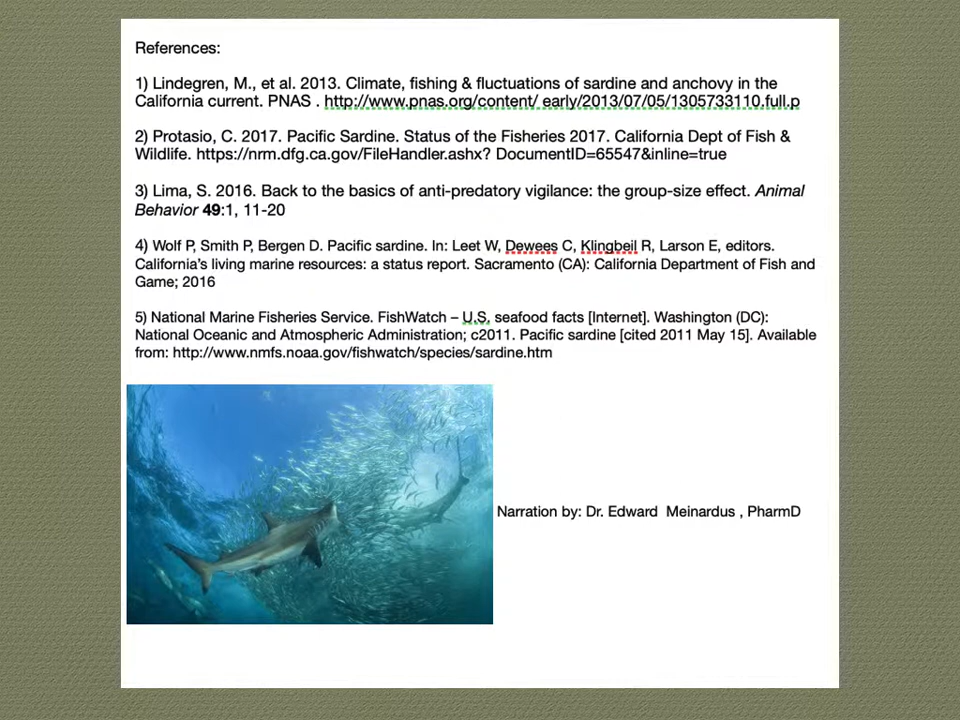 References:
1) Lindegren, M., et al. 2013. Climate, fishing & fluctuations of sardine and anchovy in the
California current. PNAS . http://www.pnas.org/content/ early/2013/07/05/1305733110.full.p
2) Protasio, C. 2017. Pacific Sardine. Status of the Fisheries 2017. California Dept of Fish &
Wildlife. https://nrm.dfg.ca.gov/FileHandler.ashx? DocumentID=65547&inline=true
3) Lima, S. 2016. Back to the basics of anti-predatory vigilance: the group-size effect. Animal
Behavior 49:1, 11-20
4) Wolf P, Smith P, Bergen D. Pacific sardine. In: Leet W, Dewees C, Klingbeil R, Larson E, editors.
California's living marine resources: a status report. Sacramento (CA): California Department of Fish and
Game; 2016
5) National Marine Fisheries Service. FishWatch – U.S. seafood facts [Internet]. Washington (DC):
National Oceanic and Atmospheric Administration; c2011. Pacific sardine [cited 2011 May 15]. Available
from: http://www.nmfs.noaa.gov/fishwatch/species/sardine.htm
Narration by: Dr. Edward  Meinardus , PharmD